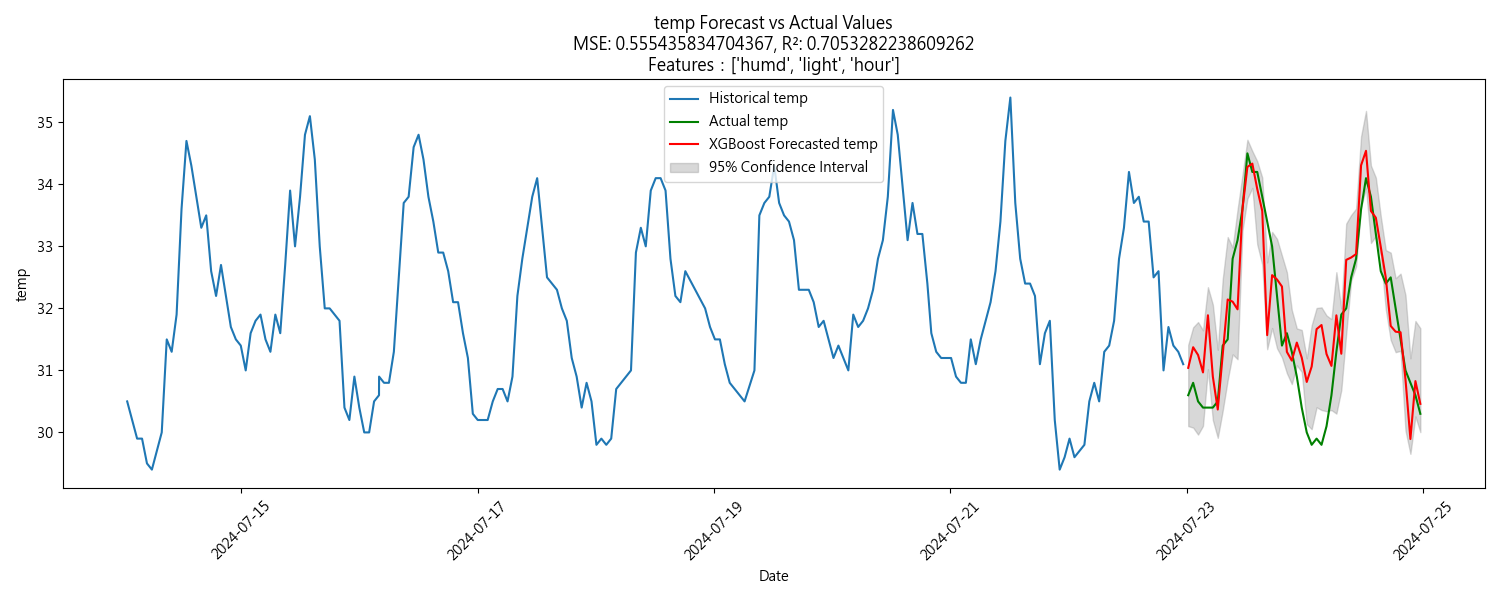 temp Forecast vs Actual Values
MSE: 0.555435834704367, R²: 0.7053282238609262
Features：['humd', 'light', 'hour']
Historical temp
Actual temp
XGBoost Forecasted temp
95% Confidence Interval
35
34
33
32
31
30
temp
2024-07-15
2024-07-17
2024-07-19
2024-07-21
2024-07-23
2024-07-25
Date